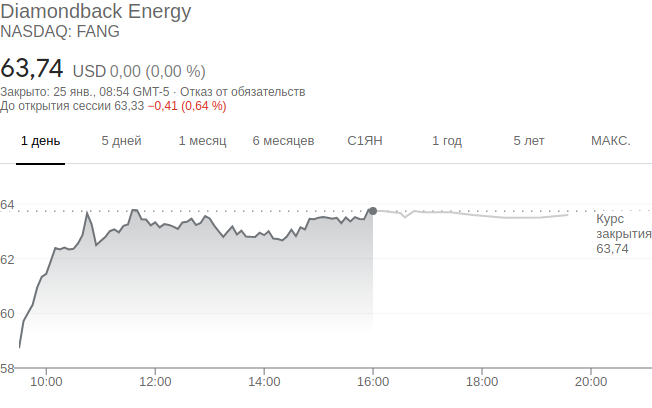 Diamondback Energy
NASDAQ: FANG
63,74 USD 0,00 (0,00 %)
Закрыто: 25 янв., 08:54 GMT-5 · Отказ от обязательств
До открытия сессии 63,33 −0,41 (0,64 %)
1 день 5 дней 1 месяц 6 месяцев С1ЯН 1 год 5 лет МАКС.
64
Курс
закрытия
63,74
62
60
58
10:00 12:00 14:00 16:00 18:00 20:00